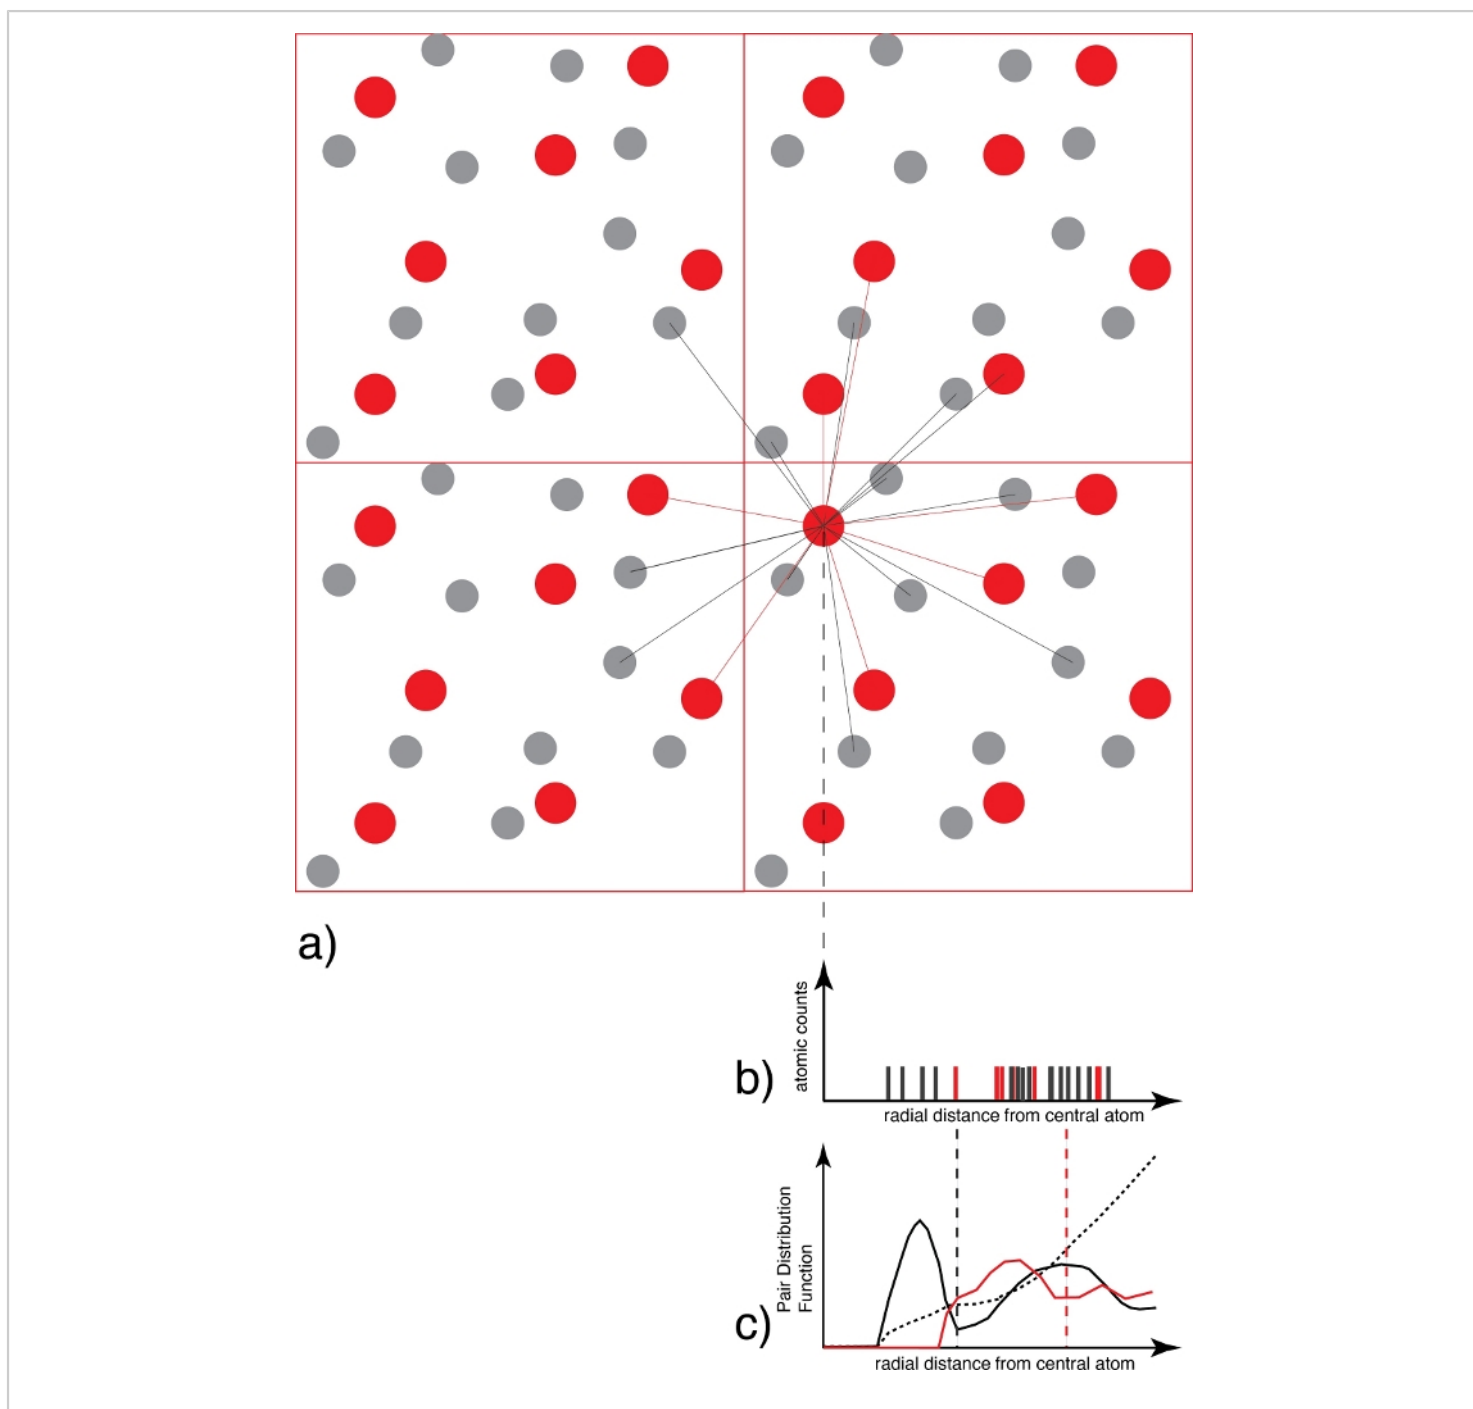 a)
b)
atomic counts
radial distance from central atom
c)
Pair Distribution
Function
radial distance from central atom